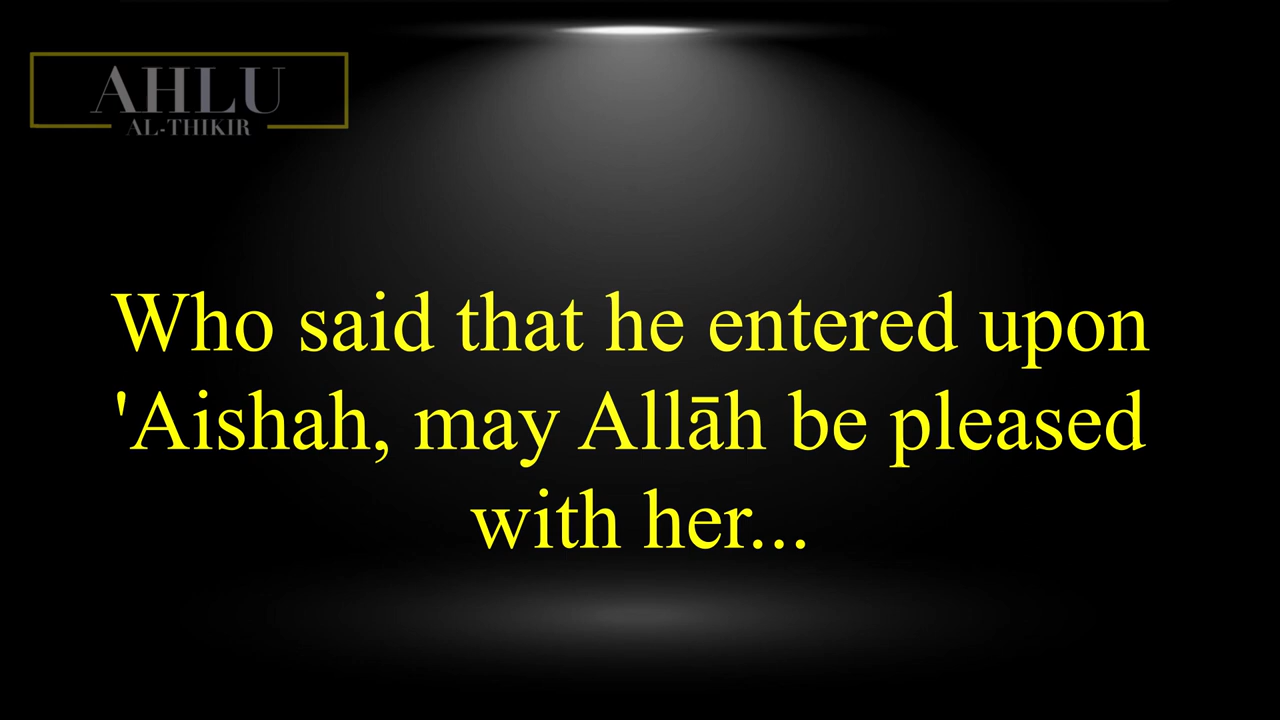 AHLU
AL-THIKIR
Who said that he entered upon
'Aishah, may Allāh be pleased
with her...